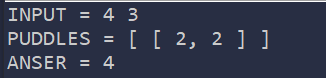 INPUT = 4 3
PUDDLES = [ [ 2, 2 ] ]
ANSER = 4